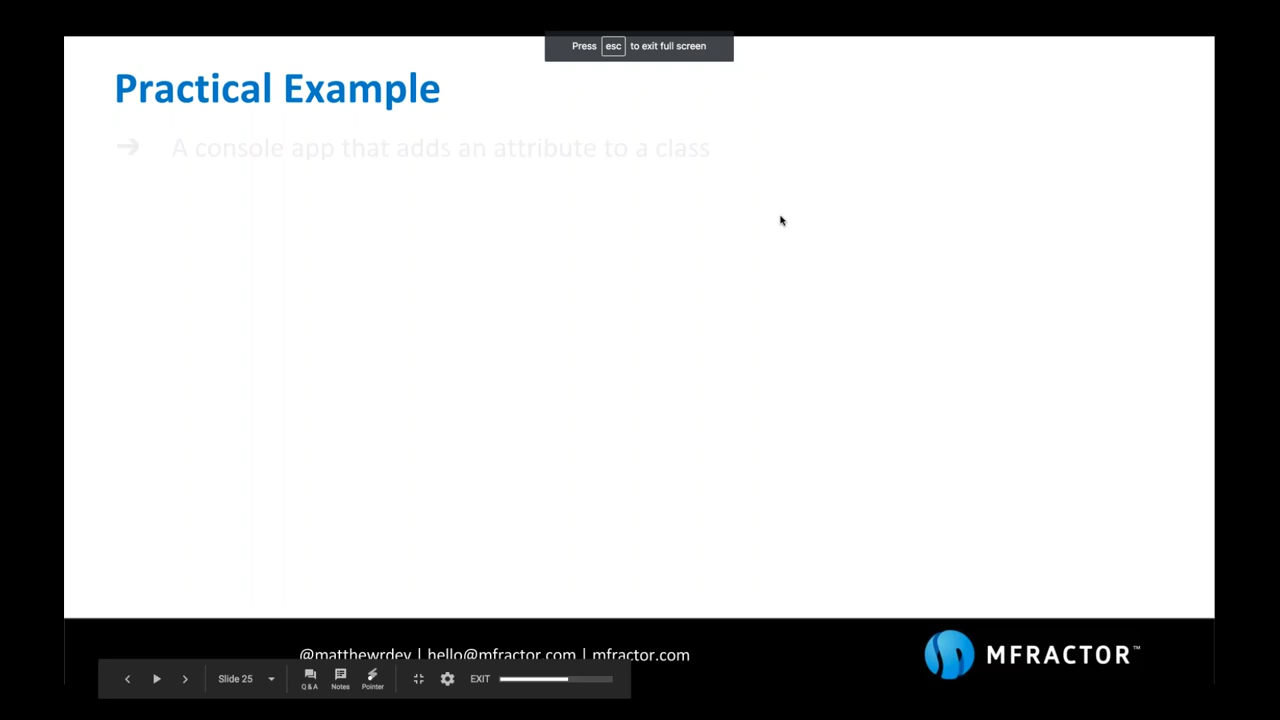 Press esc to exit full screen
Practical Example
➔ A console app that adds an attribute to a class
@matthewrdev | hello@mfractor.com | mfractor.com
MFRACTOR™
Slide 25
Q & A
Notes
Pointer
EXIT